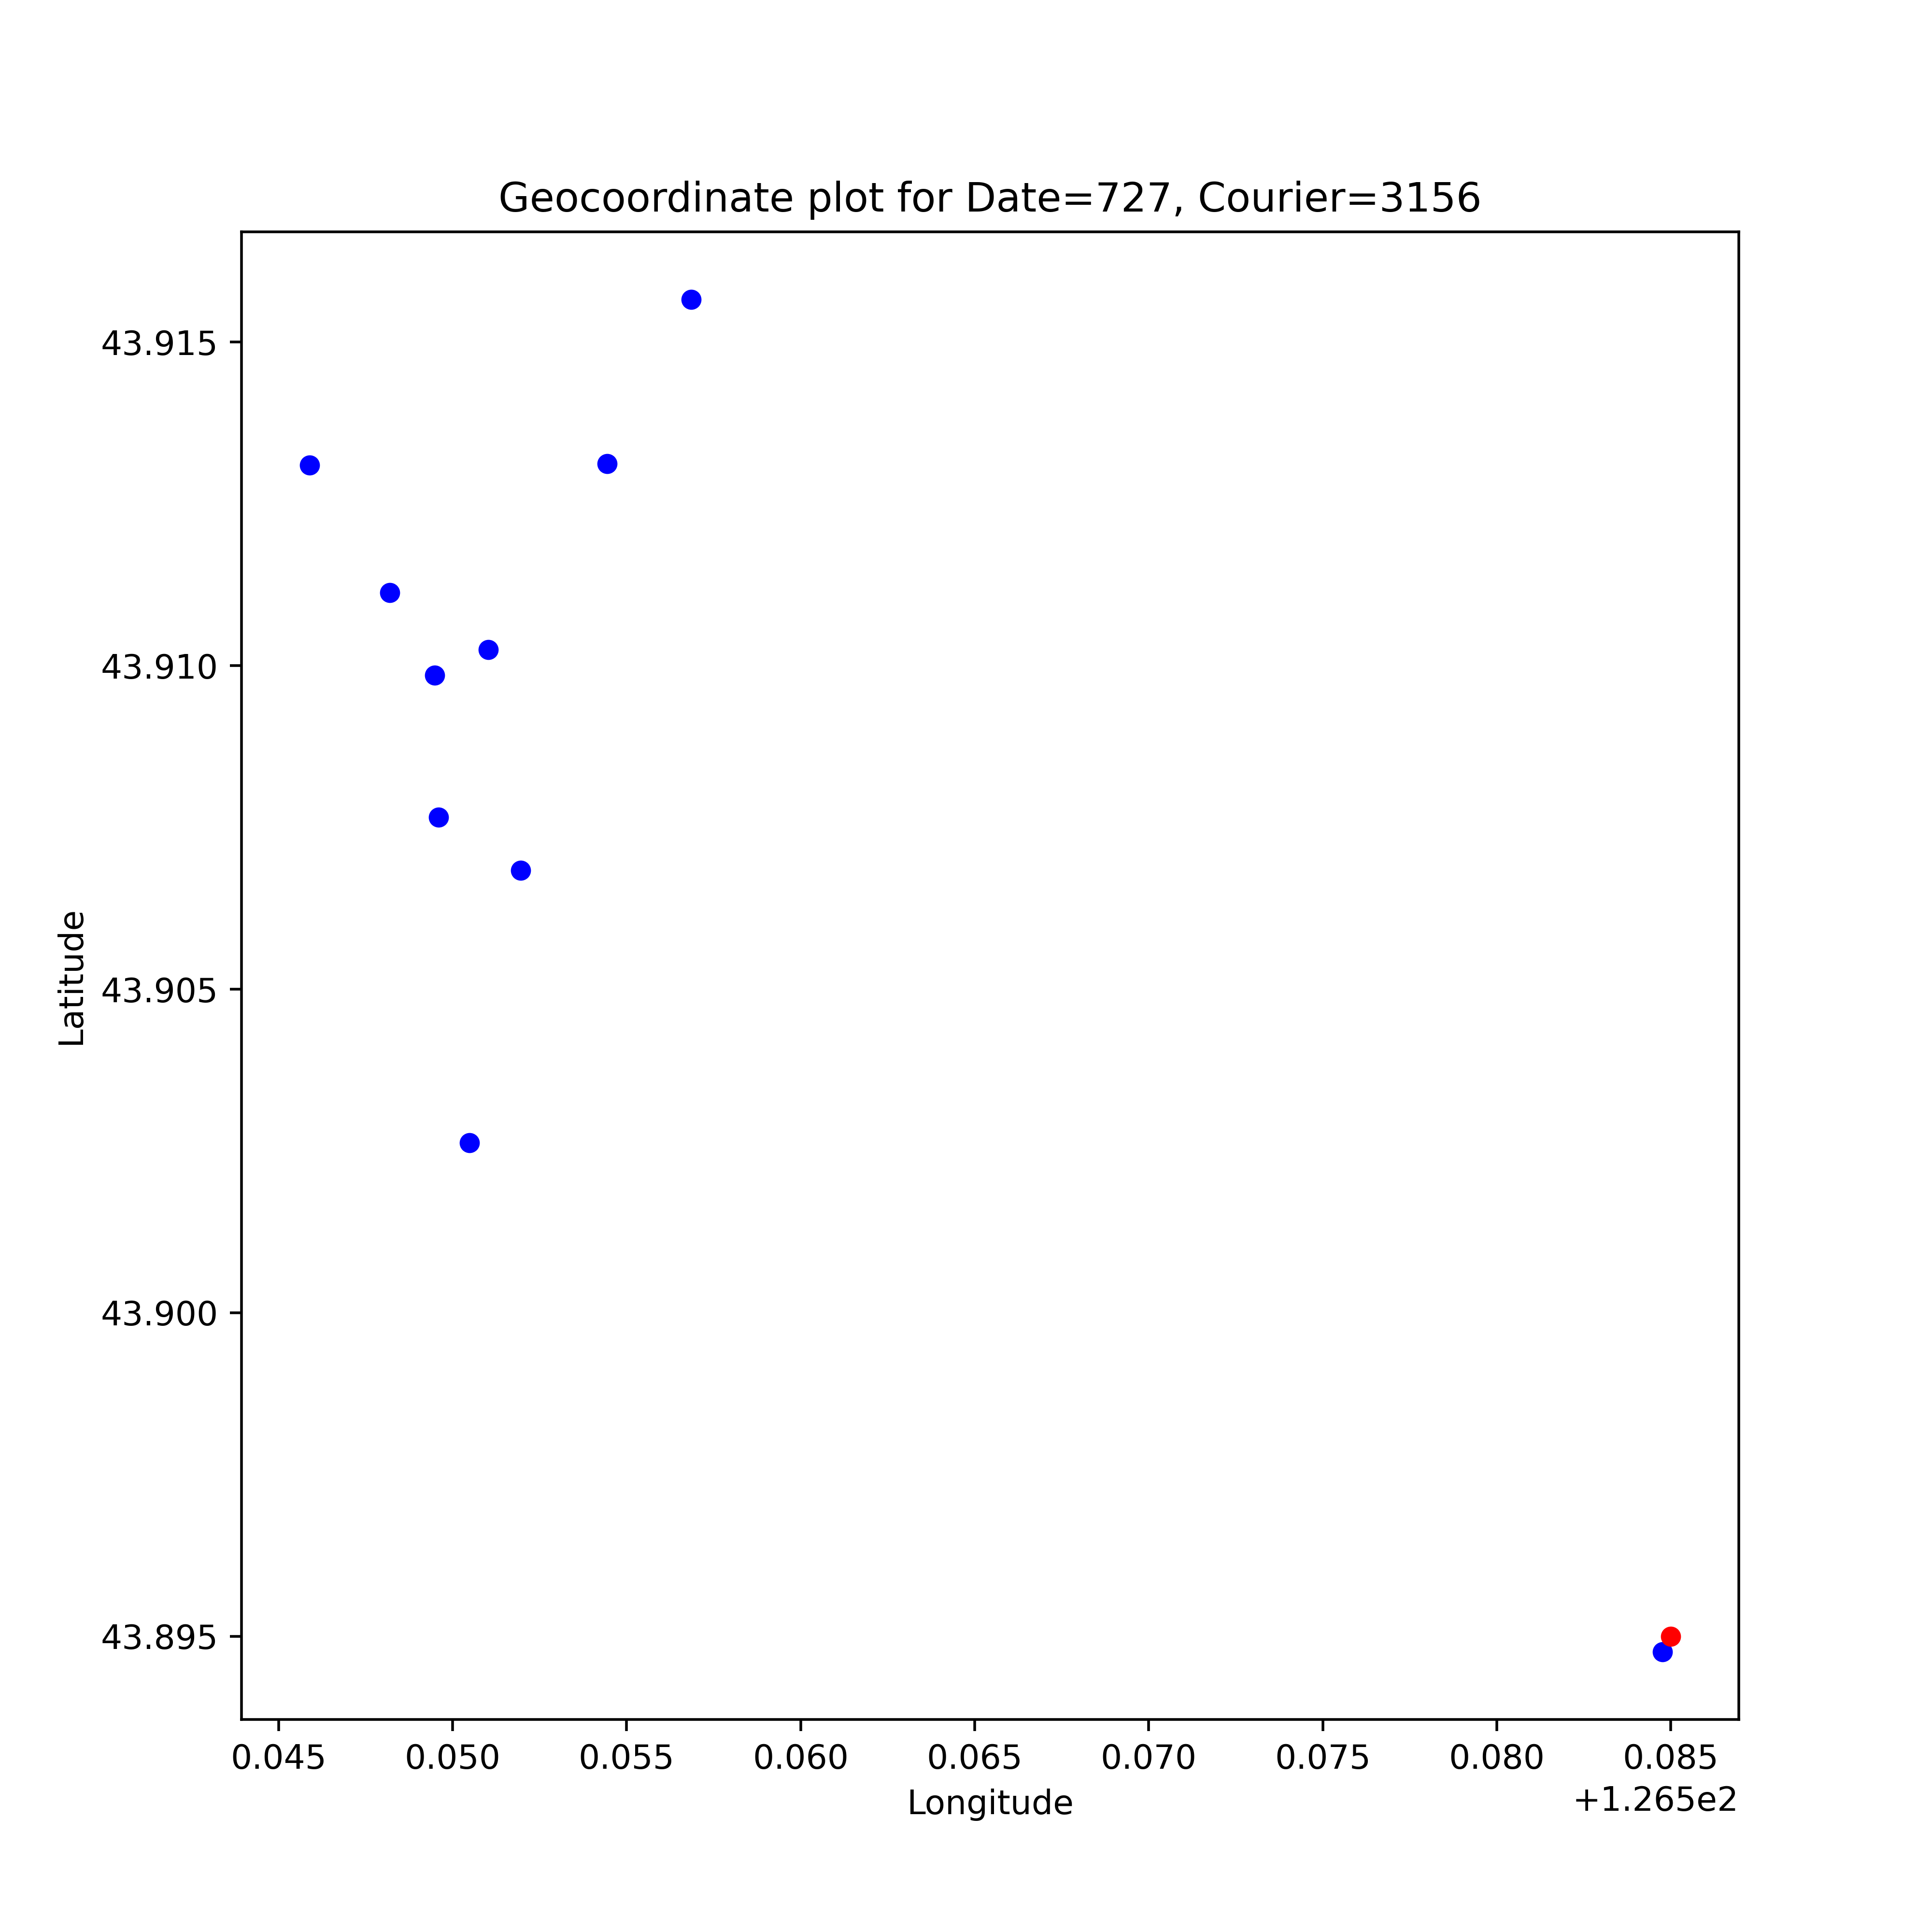 Geocoordinate plot for Date=727, Courier=3156
43.915
43.910
43.905
43.900
43.895
Latitude
0.045 0.050 0.055 0.060 0.065 0.070 0.075 0.080 0.085
+1.265e2
Longitude